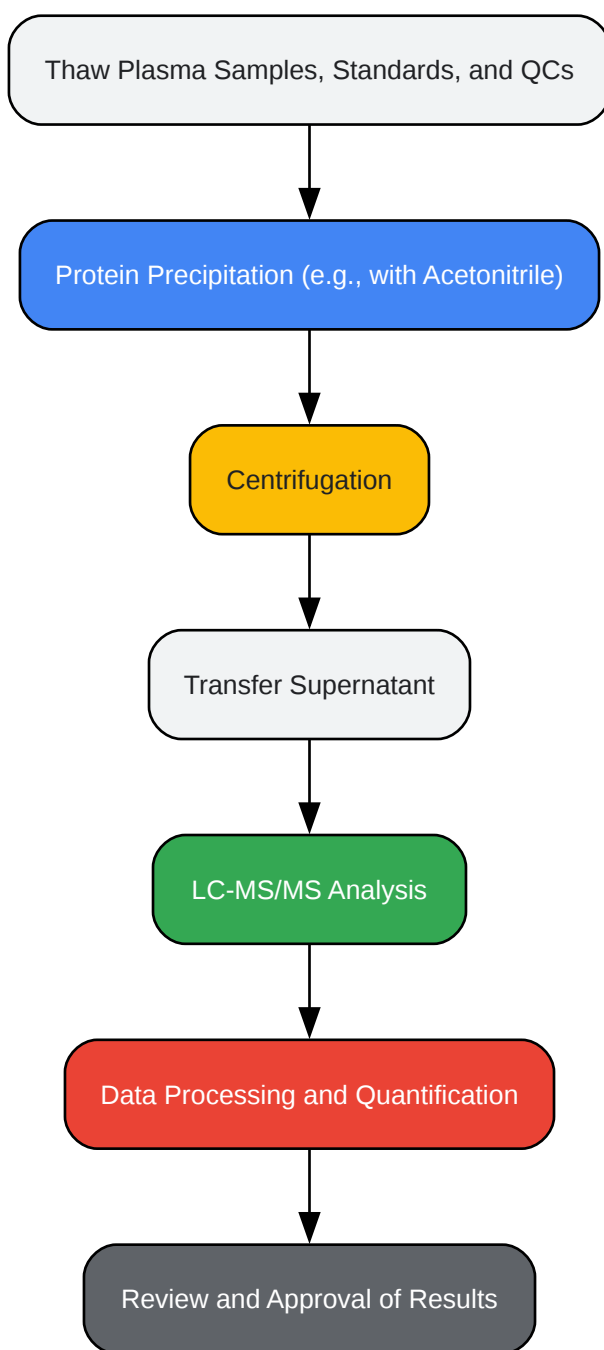 Thaw Plasma Samples, Standards, and QCs
Protein Precipitation (e.g., with Acetonitrile)
Centrifugation
Transfer Supernatant
LC-MS/MS Analysis
Data Processing and Quantification
Review and Approval of Results